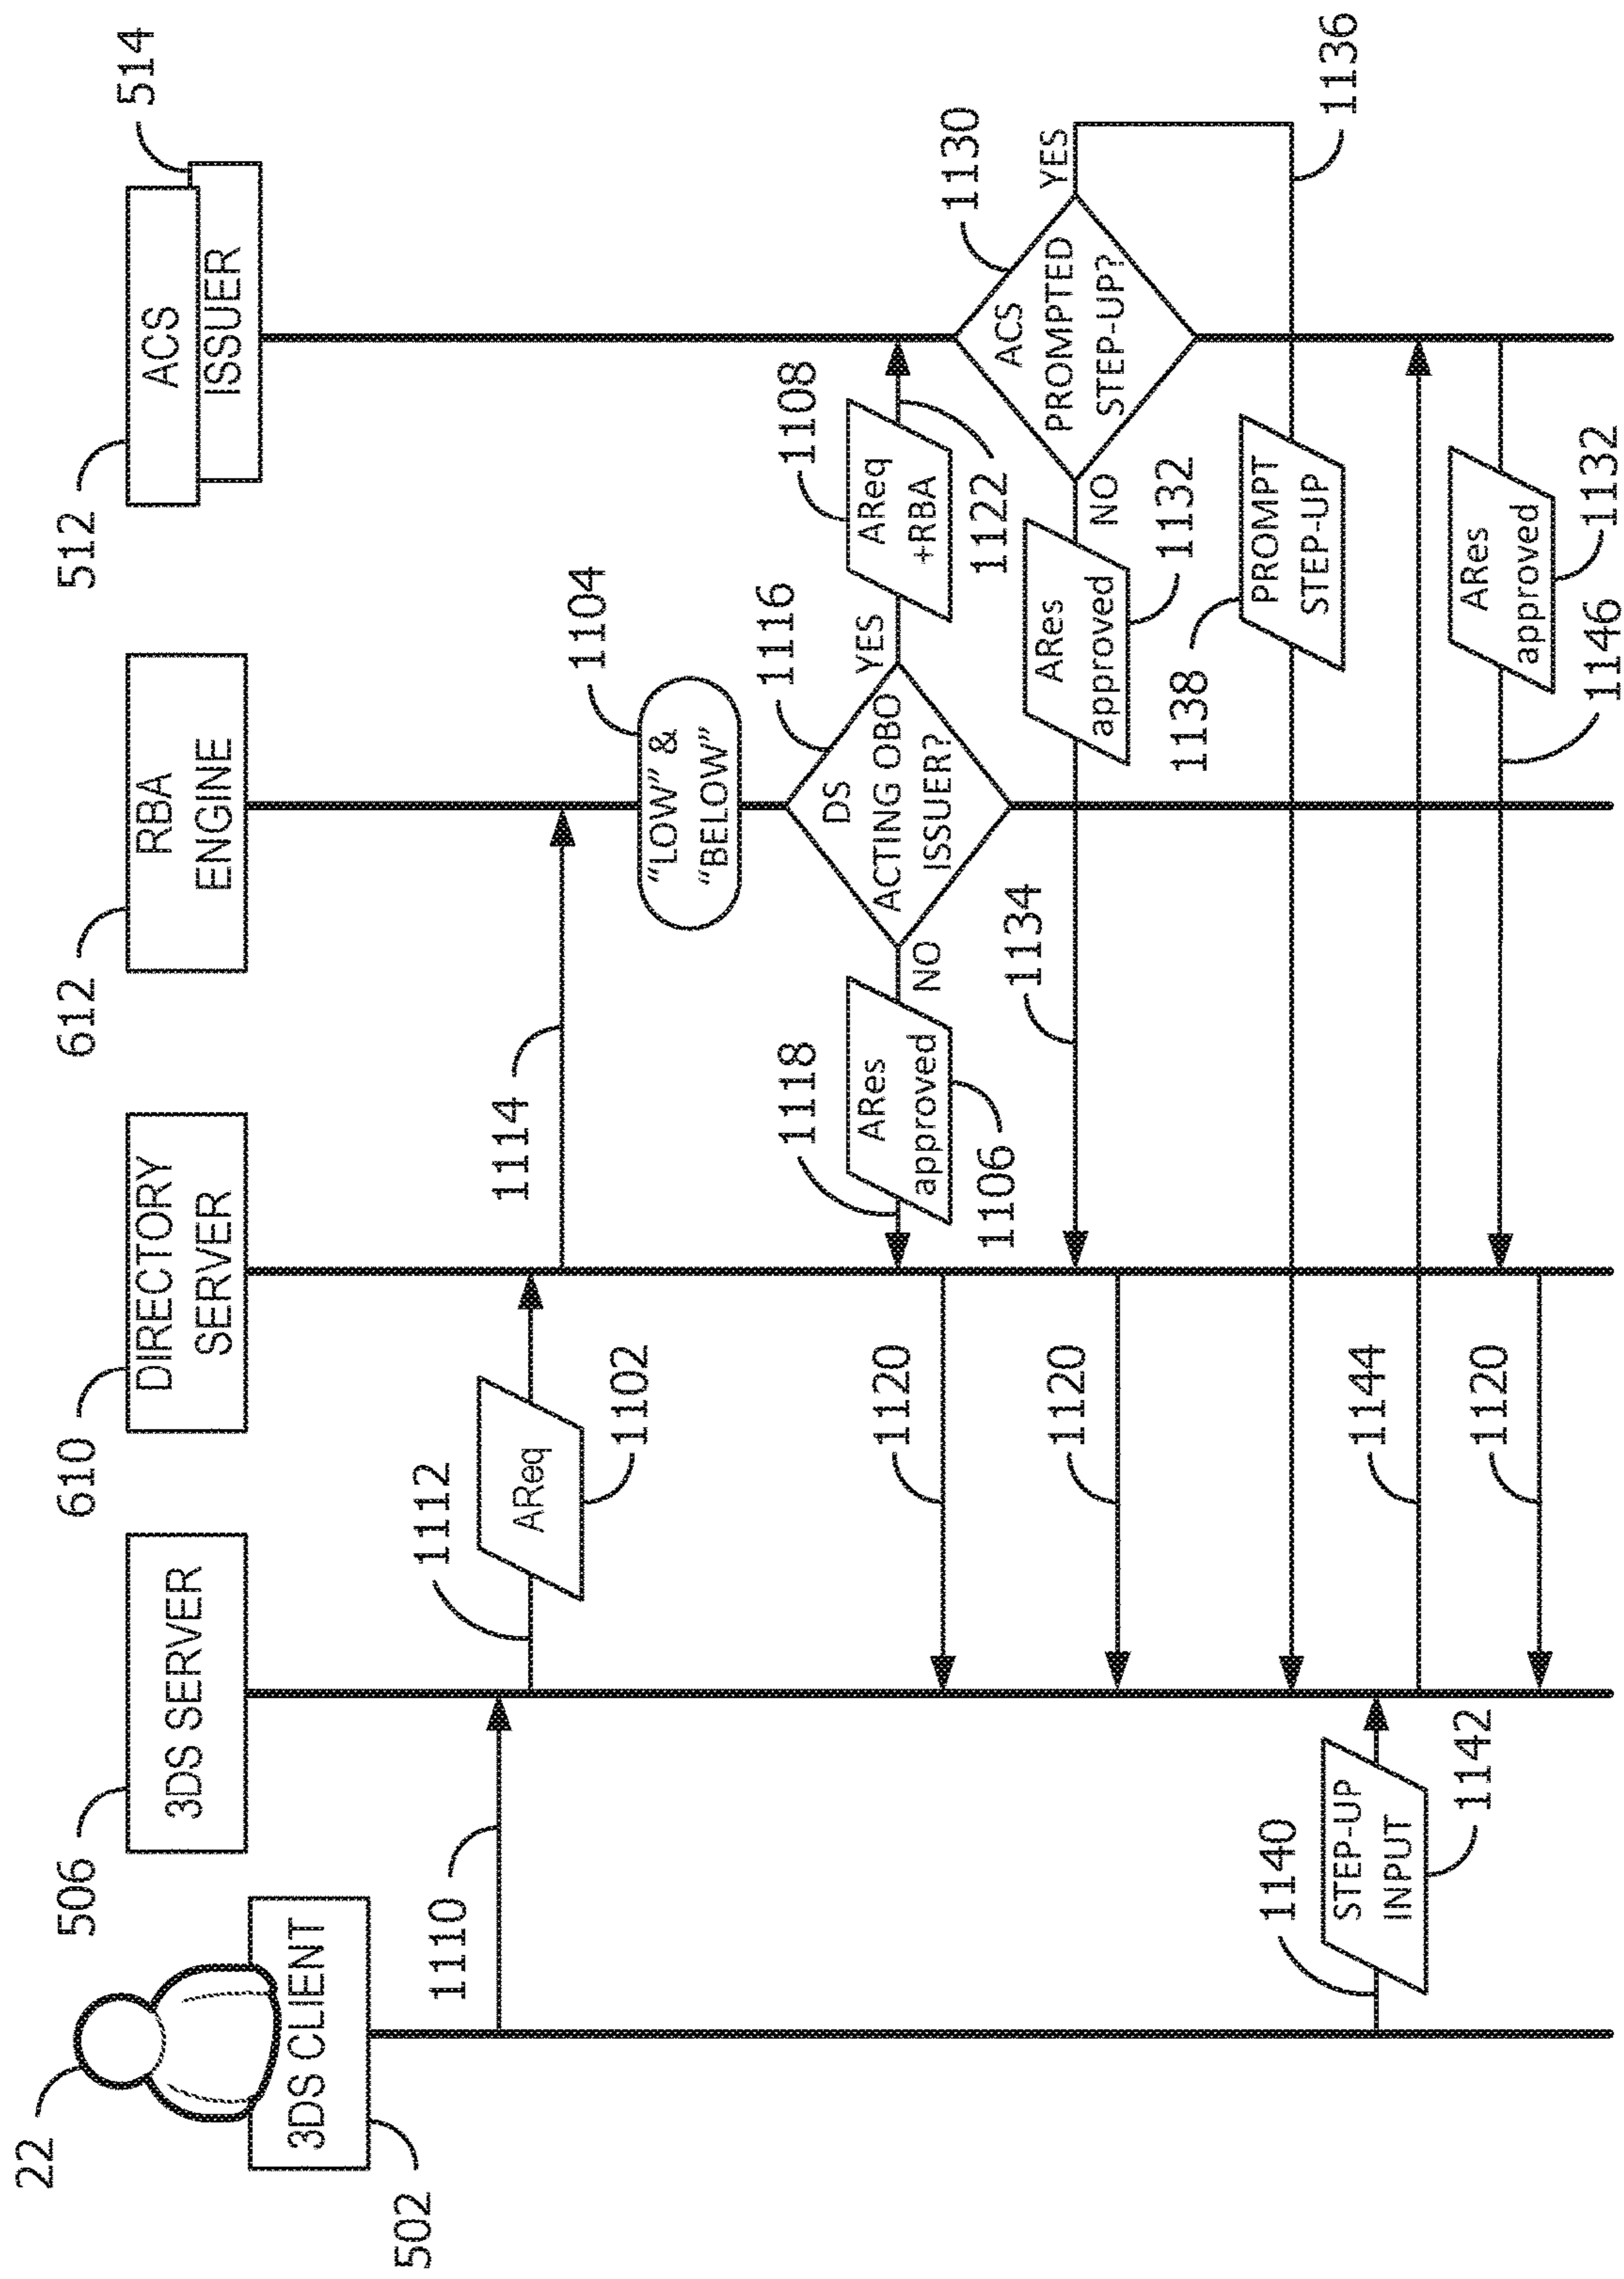 22
3DS CLIENT
502
506
3DS SERVER
610
DIRECTORY
SERVER
612
RBA
ENGINE
512
ACS
ISSUER
514
1110
1112
AReq
1102
1114
1104
"LOW" &
"BELOW"
1116
DS
ACTING OBO
ISSUER?
NO
YES
1118
ARes
approved
1106
1108
AReq
+RBA
1122
1120
1130
ACS
PROMPTED
STEP-UP?
NO
YES
1134
ARes
approved
1132
1120
1136
1138
PROMPT
STEP-UP
1140
STEP-UP
INPUT
1142
1144
ARes
approved
1132
1146
1120